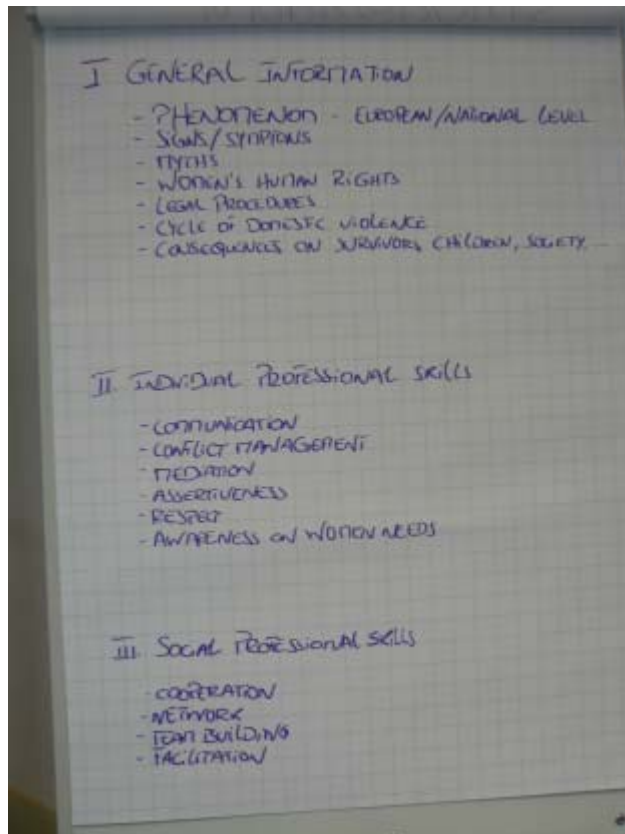 I GENERAL INFORMATION
- PHENOMENON - EUROPEAN/NATIONAL LEVEL
- SIGNS/SYMPTONS
- MYTHS
- WOMEN'S HUMAN RIGHTS
- LEGAL PROCEDURES
- CYCLE OF DOMESTIC VIOLENCE
- CONSEQUENCES ON SURVIVORS, CHILDREN, SOCIETY...
II. INDIVIDUAL PROFESSIONAL SKILLS
- COMMUNICATION
- CONFLICT MANAGEMENT
- MEDIATION
- ASSERTIVENESS
- RESPECT
- AWARENESS ON WOMEN NEEDS
III. SOCIAL PROFESSIONAL SKILLS
- COOPERATION
- NETWORK
- TEAM BUILDING
- FACILITATION